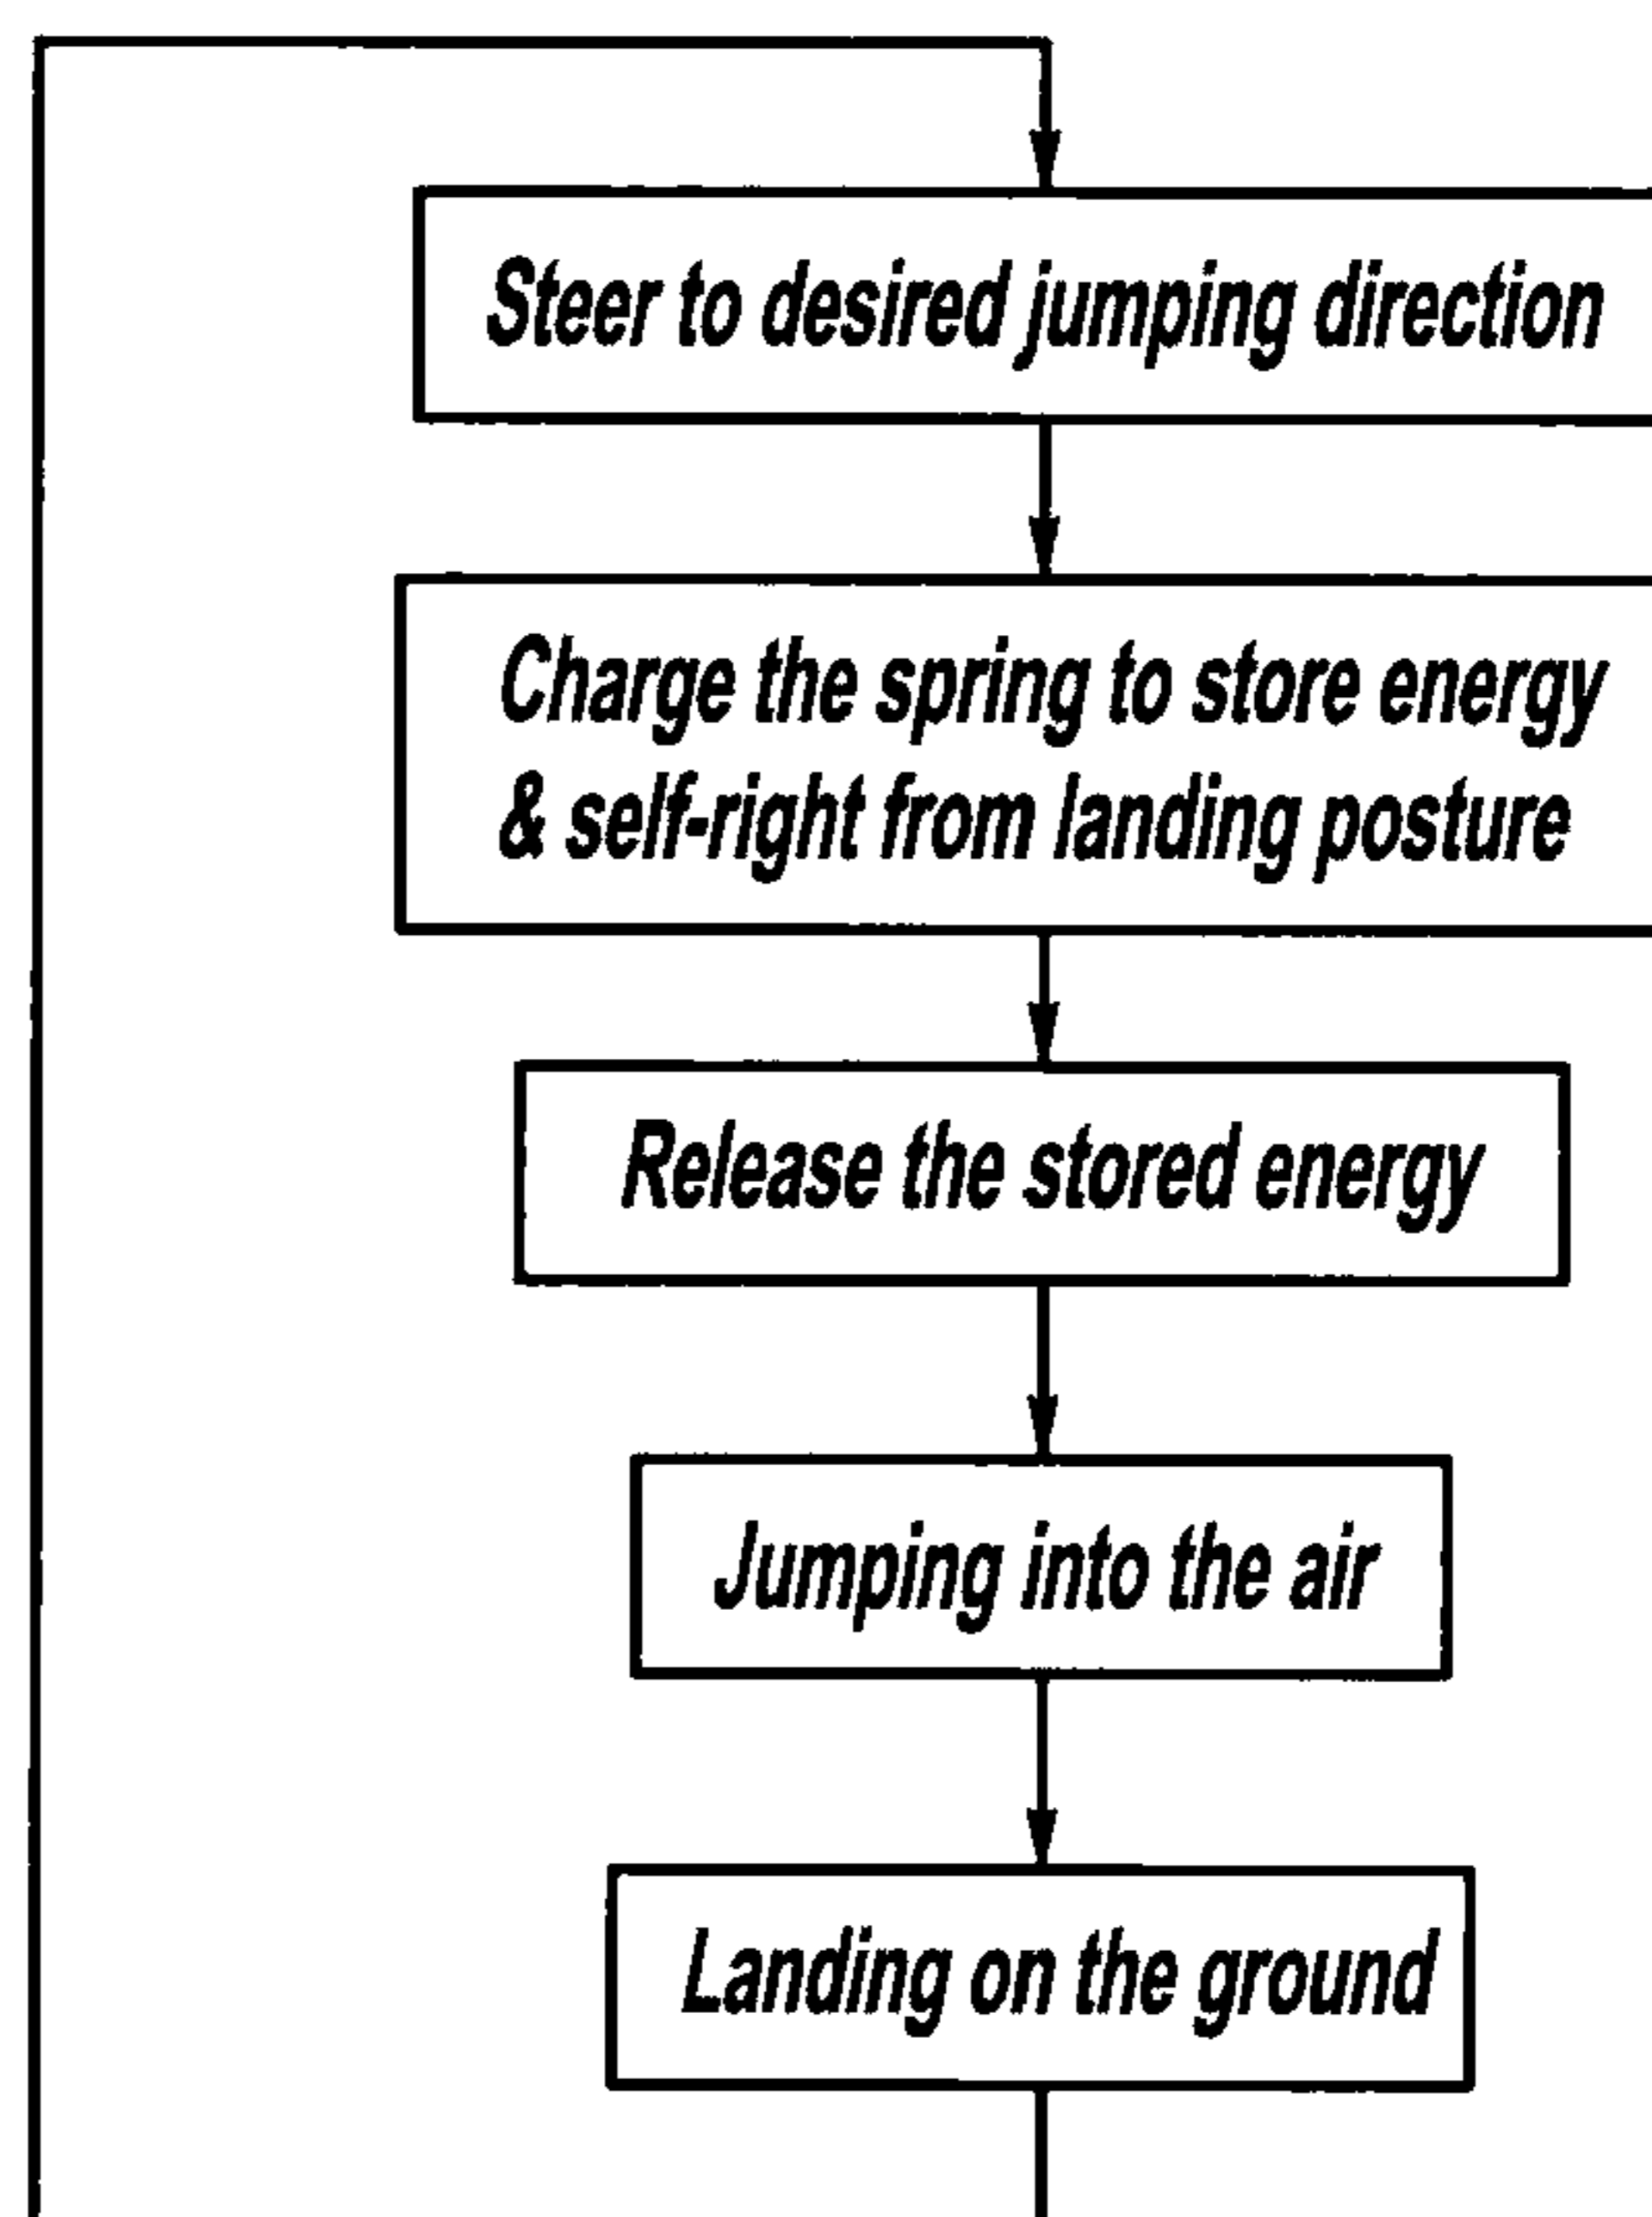 Steer to desired jumping direction
Charge the spring to store energy
& self-right from landing posture
Release the stored energy
Jumping into the air
Landing on the ground